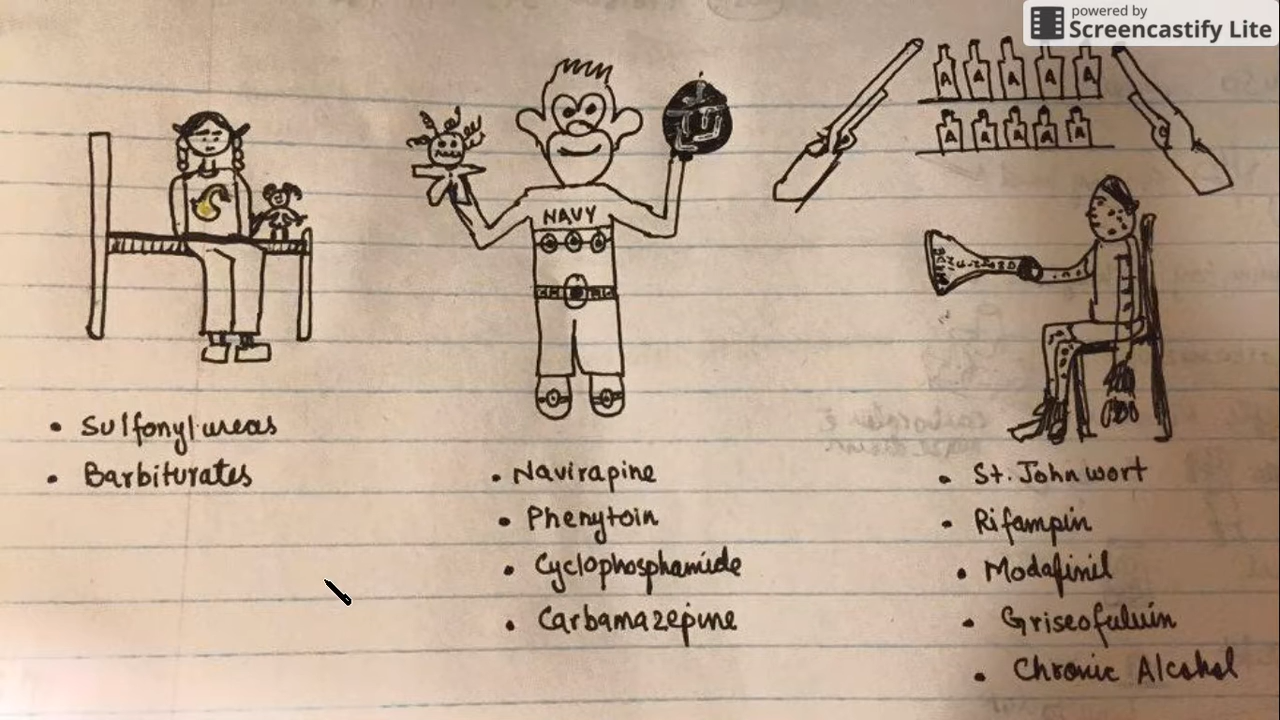 powered by
Screencastify Lite
A A A A A
A A A A A
NAVY
• Sulfonylureas
• Barbiturates
• Navirapine
• Phenytoin
• Cyclophosphamide
• Carbamazepine
• St. John wort
• Rifampin
• Modafinil
• Griseofulvin
• Chronic Alcohol